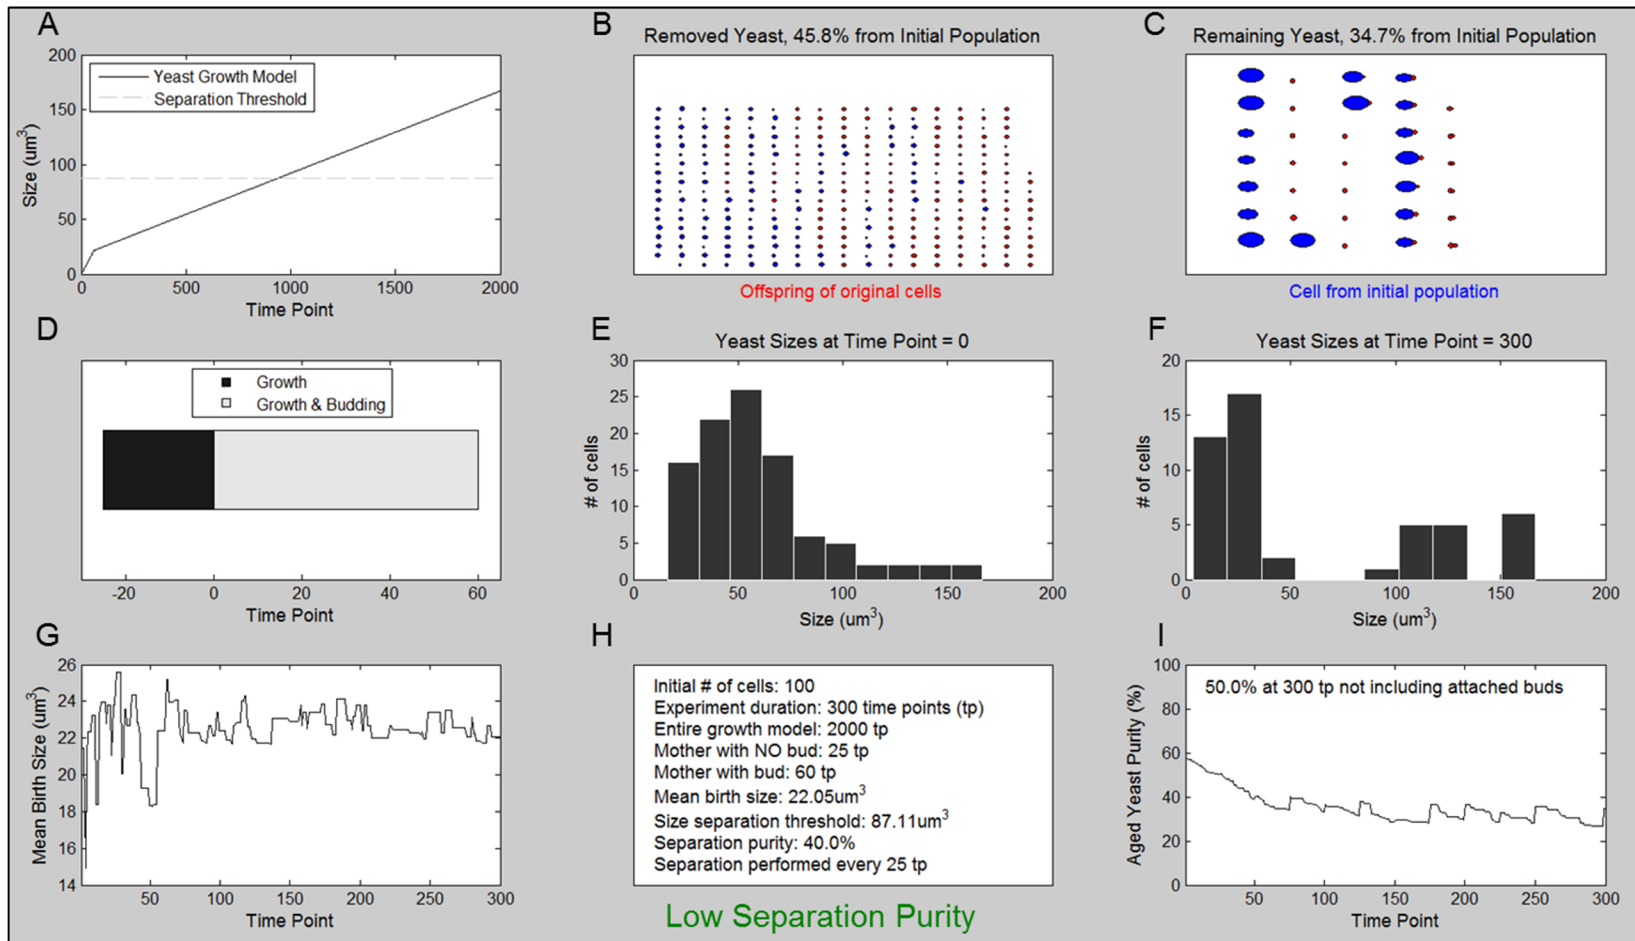 A
200
150
100
50
0
Size (um³)
Yeast Growth Model
Separation Threshold
0
500
1000
1500
2000
Time Point
B
Removed Yeast, 45.8% from Initial Population
Offspring of original cells
C
Remaining Yeast, 34.7% from Initial Population
Cell from initial population
D
Growth
Growth & Budding
-20
0
20
40
60
Time Point
E
Yeast Sizes at Time Point = 0
30
25
20
15
10
5
0
# of cells
0
50
100
150
200
Size (um³)
F
Yeast Sizes at Time Point = 300
20
15
10
5
0
# of cells
0
50
100
150
200
Size (um³)
G
26
24
22
20
18
16
14
Mean Birth Size (um³)
50
100
150
200
250
300
Time Point
H
Initial # of cells: 100
Experiment duration: 300 time points (tp)
Entire growth model: 2000 tp
Mother with NO bud: 25 tp
Mother with bud: 60 tp
Mean birth size: 22.05um³
Size separation threshold: 87.11um³
Separation purity: 40.0%
Separation performed every 25 tp
Low Separation Purity
I
100
80
60
40
20
0
Aged Yeast Purity (%)
50.0% at 300 tp not including attached buds
0
50
100
150
200
250
300
Time Point